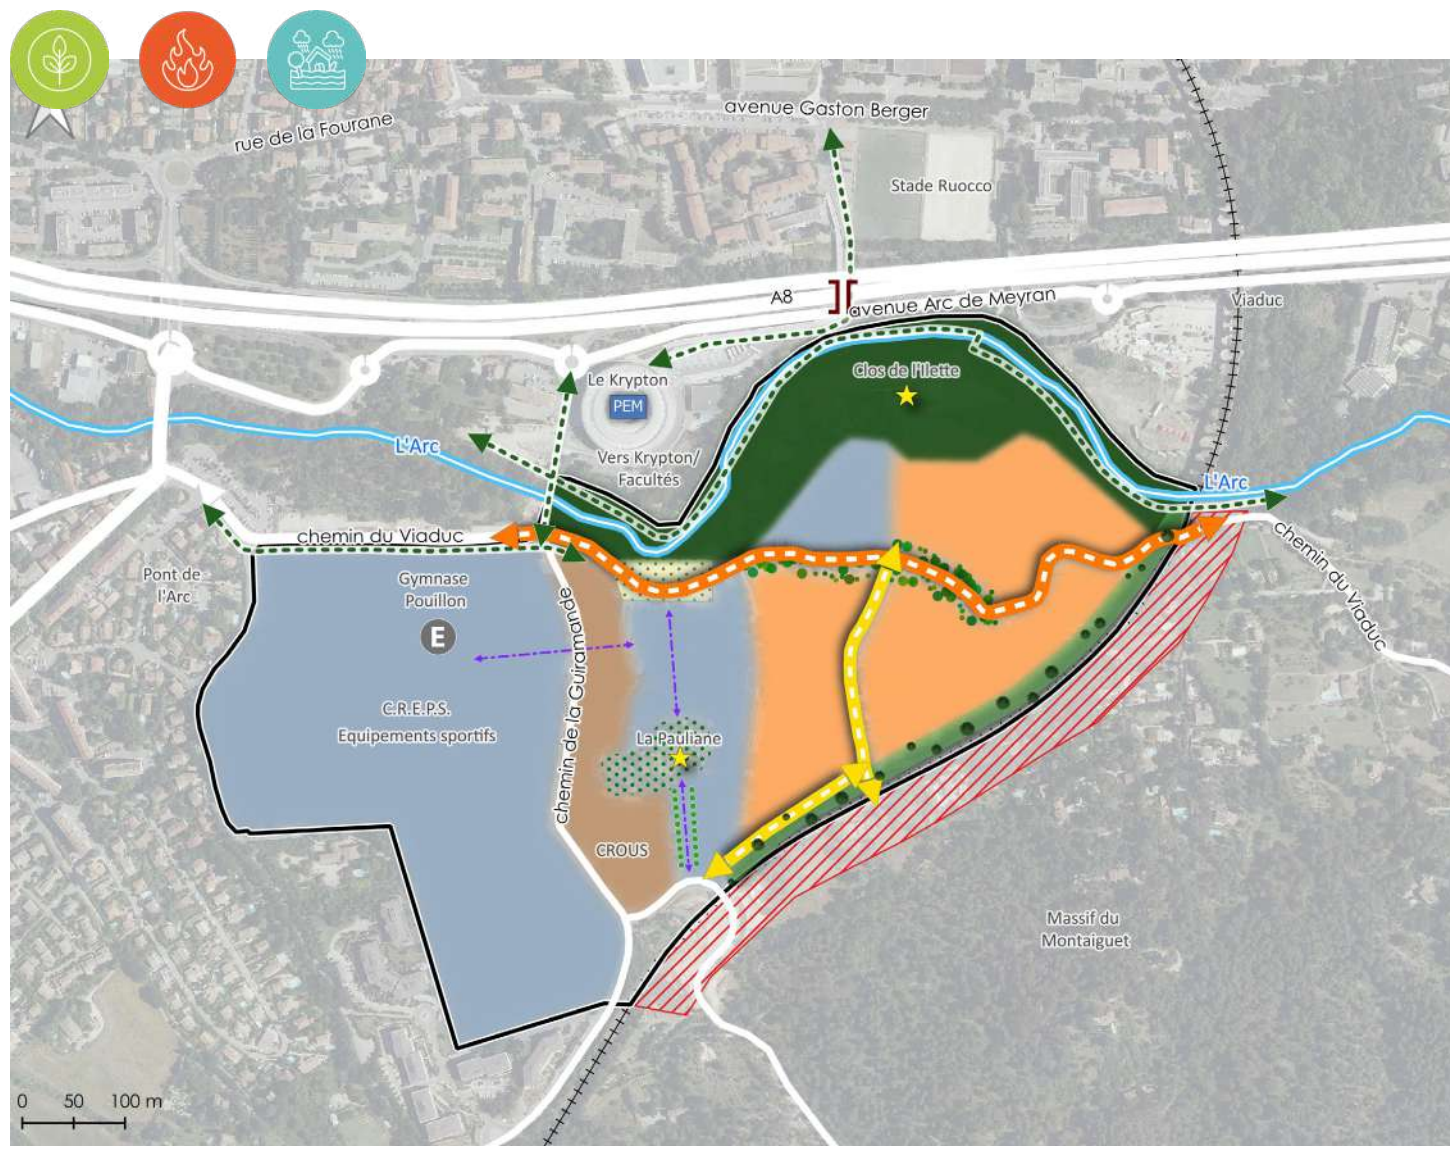 avenue Gaston Berger
rue de la Fourane
Stade Ruocco
A8
avenue Arc de Meyran
Viaduc
Clos de l'Ilette
Le Krypton
PEM
L'Arc
Vers Krypton/
Facultés
L'Arc
chemin du Viaduc
chemin du Viaduc
Pont de
l'Arc
Gymnase
Pouillon
E
chemin de la Guiramande
C.R.E.P.S.
Equipements sportifs
La Pauliane
CROUS
Massif du
Montaiguet
0 50 100 m